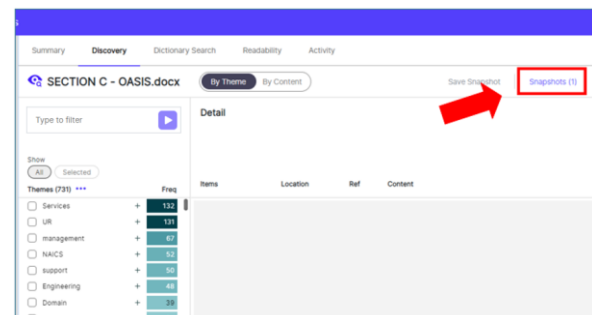 Summary Discovery Dictionary Search Readability Activity
SECTION C - OASIS.docx By Theme By Content Save Snapshot Snapshots (1)
Type to filter
Detail
Show
All Selected
Themes (731) ••• Freq Items Location Ref Content
Services + 132
UR + 131
management + 67
NAICS + 52
support + 50
Engineering + 48
Domain + 39